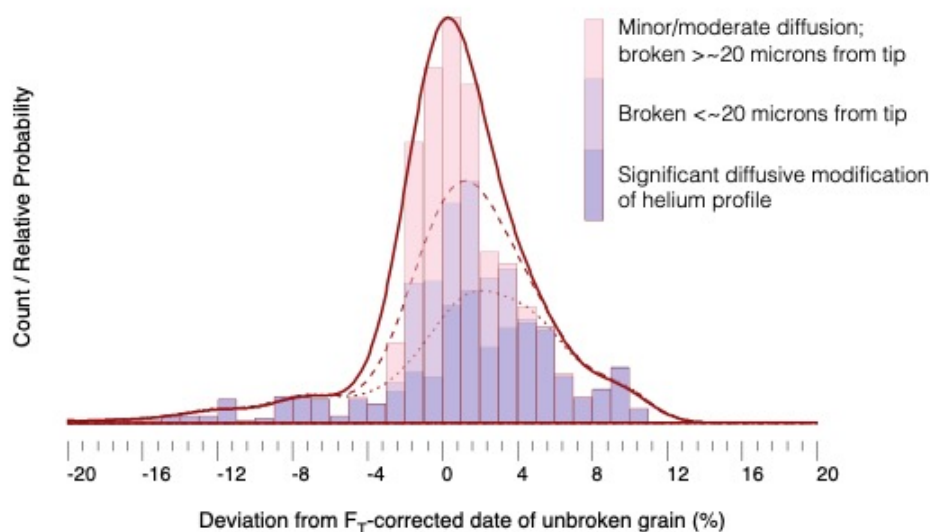 Minor/moderate diffusion;
broken >~20 microns from tip
Broken <~20 microns from tip
Significant diffusive modification
of helium profile
Count / Relative Probability
-20 -16 -12 -8 -4 0 4 8 12 16 20
Deviation from FT-corrected date of unbroken grain (%)